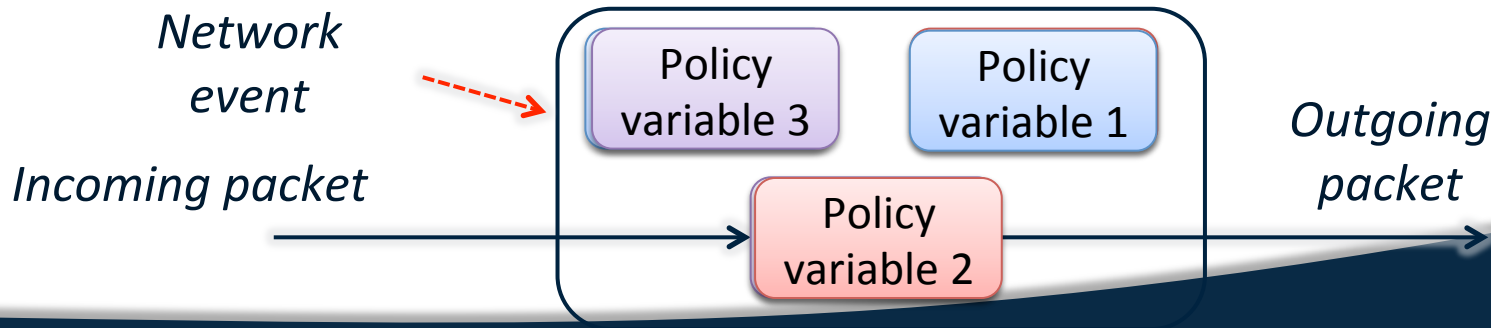 Network
event
Policy
variable 3
Policy
variable 1
Outgoing
packet
Incoming packet
Policy
variable 2